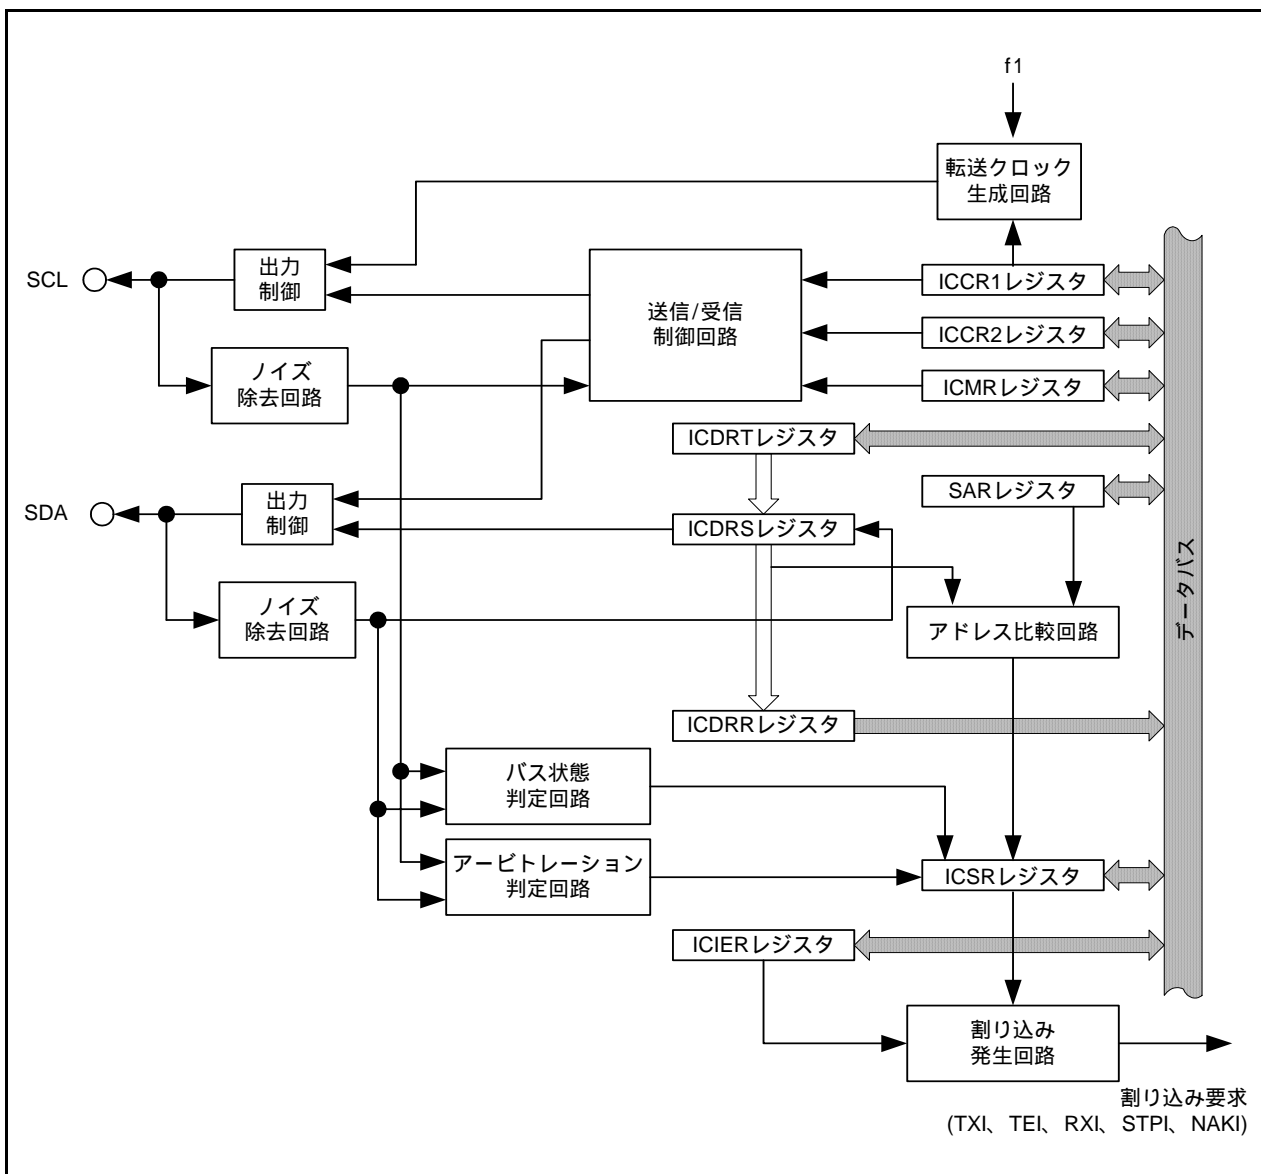 f1
転送クロック
生成回路
SCL
出力
制御
送信/受信
制御回路
ICCR1レジスタ
ICCR2レジスタ
ノイズ
除去回路
ICMRレジスタ
ICDRTレジスタ
SARレジスタ
SDA
出力
制御
ICDRSレジスタ
データバス
ノイズ
除去回路
アドレス比較回路
ICDRRレジスタ
バス状態
判定回路
アービトレーション
判定回路
ICSRレジスタ
ICIERレジスタ
割り込み
発生回路
割り込み要求
(TXI、TEI、RXI、STPI、NAKI)